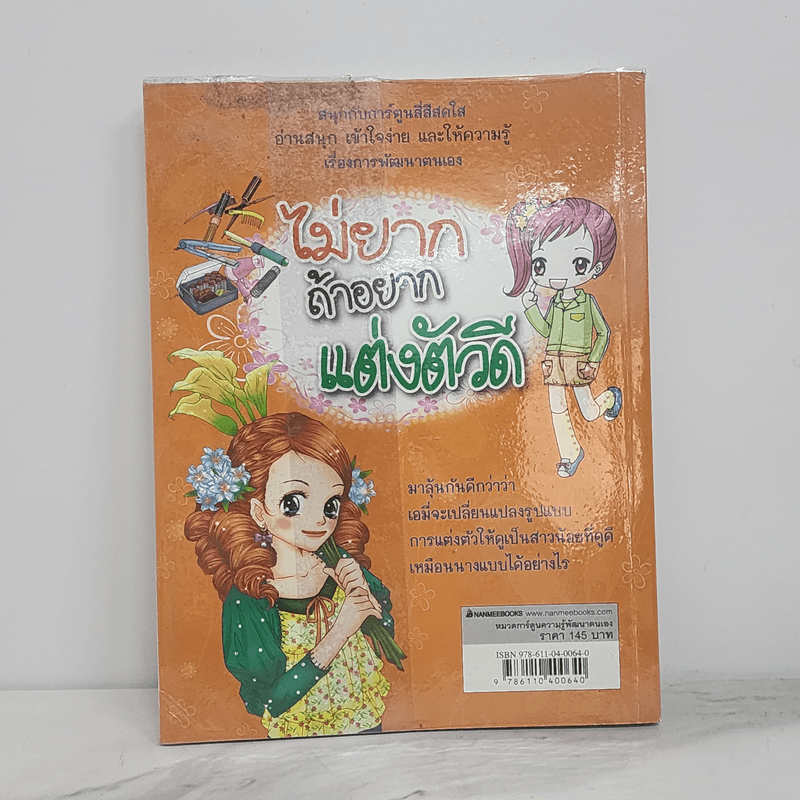 สนุกกับการ์ตูนสี่สีสดใส
อ่านสนุก เข้าใจง่าย และให้ความรู้
เรื่องการพัฒนาตนเอง
ไม่ยาก
ถ้าอยาก
แต่งตัวดี
มาลุ้นกันดีกว่าว่า
เอมี่จะเปลี่ยนแปลงรูปแบบ
การแต่งตัวให้ดูเป็นสาวน้อยที่ดูดี
เหมือนนางแบบได้อย่างไร
NANMEEBOOKS www.nanmeebooks.com
หมวดการ์ตูนความรู้พัฒนาตนเอง
ราคา 145 บาท
ISBN 978-611-04-0064-0
9 786110 400640